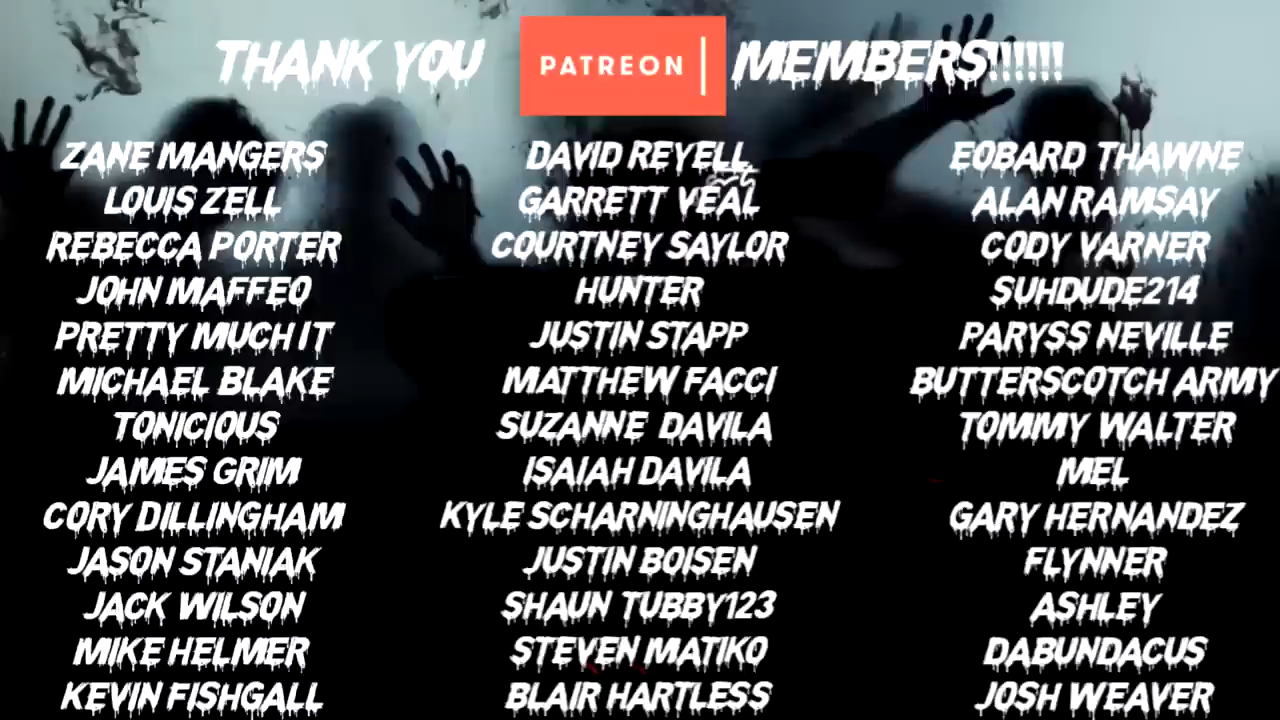 THANK YOU PATREON MEMBERS!!!!!!
ZANE MANGERS
LOUIS ZELL
REBECCA PORTER
JOHN MAFFEO
PRETTY MUCH IT
MICHAEL BLAKE
TONICIOUS
JAMES GRIM
CORY DILLINGHAM
JASON STANIAK
JACK WILSON
MIKE HELMER
KEVIN FISHGALL
DAVID REYELL
GARRETT VEAL
COURTNEY SAYLOR
HUNTER
JUSTIN STAPP
MATTHEW FACCI
SUZANNE DAVILA
ISAIAH DAVILA
KYLE SCHARNINGHAUSEN
JUSTIN BOISEN
SHAUN TUBBY123
STEVEN MATIKO
BLAIR HARTLESS
EOBARD THAWNE
ALAN RAMSAY
CODY VARNER
SUHDUDE214
PARYSS NEVILLE
BUTTERSCOTCH ARMY
TOMMY WALTER
MEL
GARY HERNANDEZ
FLYNNER
ASHLEY
DABUNDACUS
JOSH WEAVER